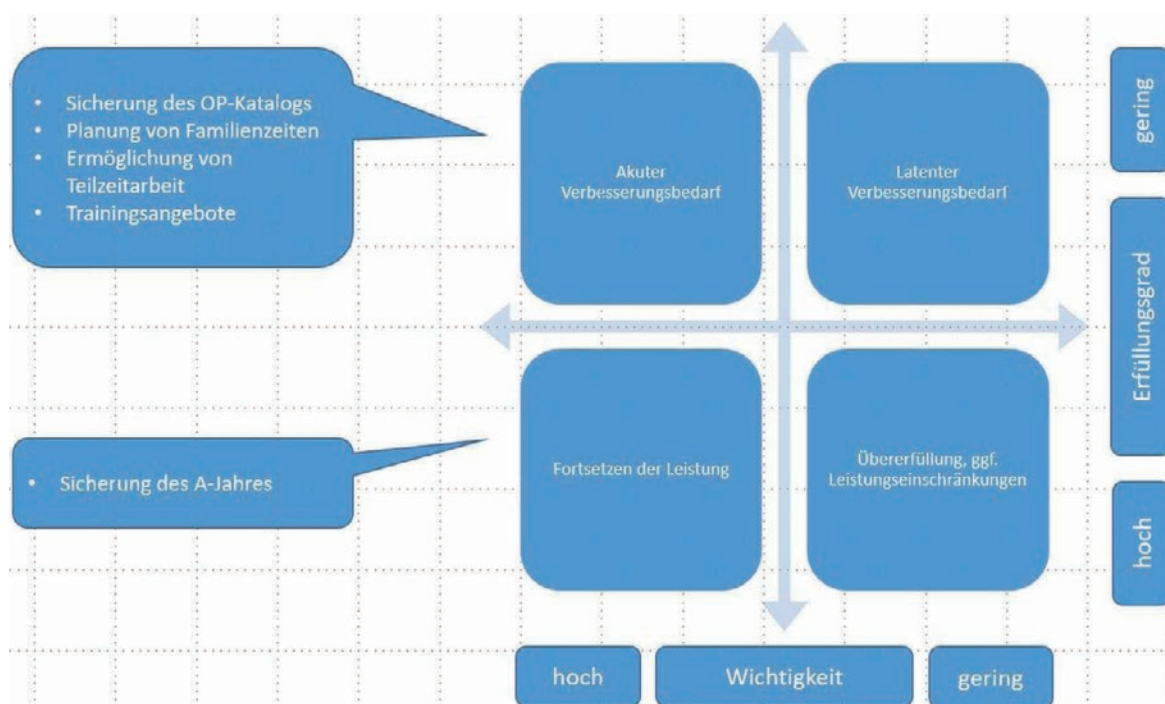 • Sicherung des OP-Katalogs
• Planung von Familienzeiten
• Ermöglichung von
Teilzeitarbeit
• Trainingsangebote
Akuter
Verbesserungsbedarf
Latenter
Verbesserungsbedarf
gering
Erfüllungsgrad
hoch
• Sicherung des A-Jahres
Fortsetzen der Leistung
Übererfüllung, ggf.
Leistungseinschränkungen
hoch
Wichtigkeit
gering